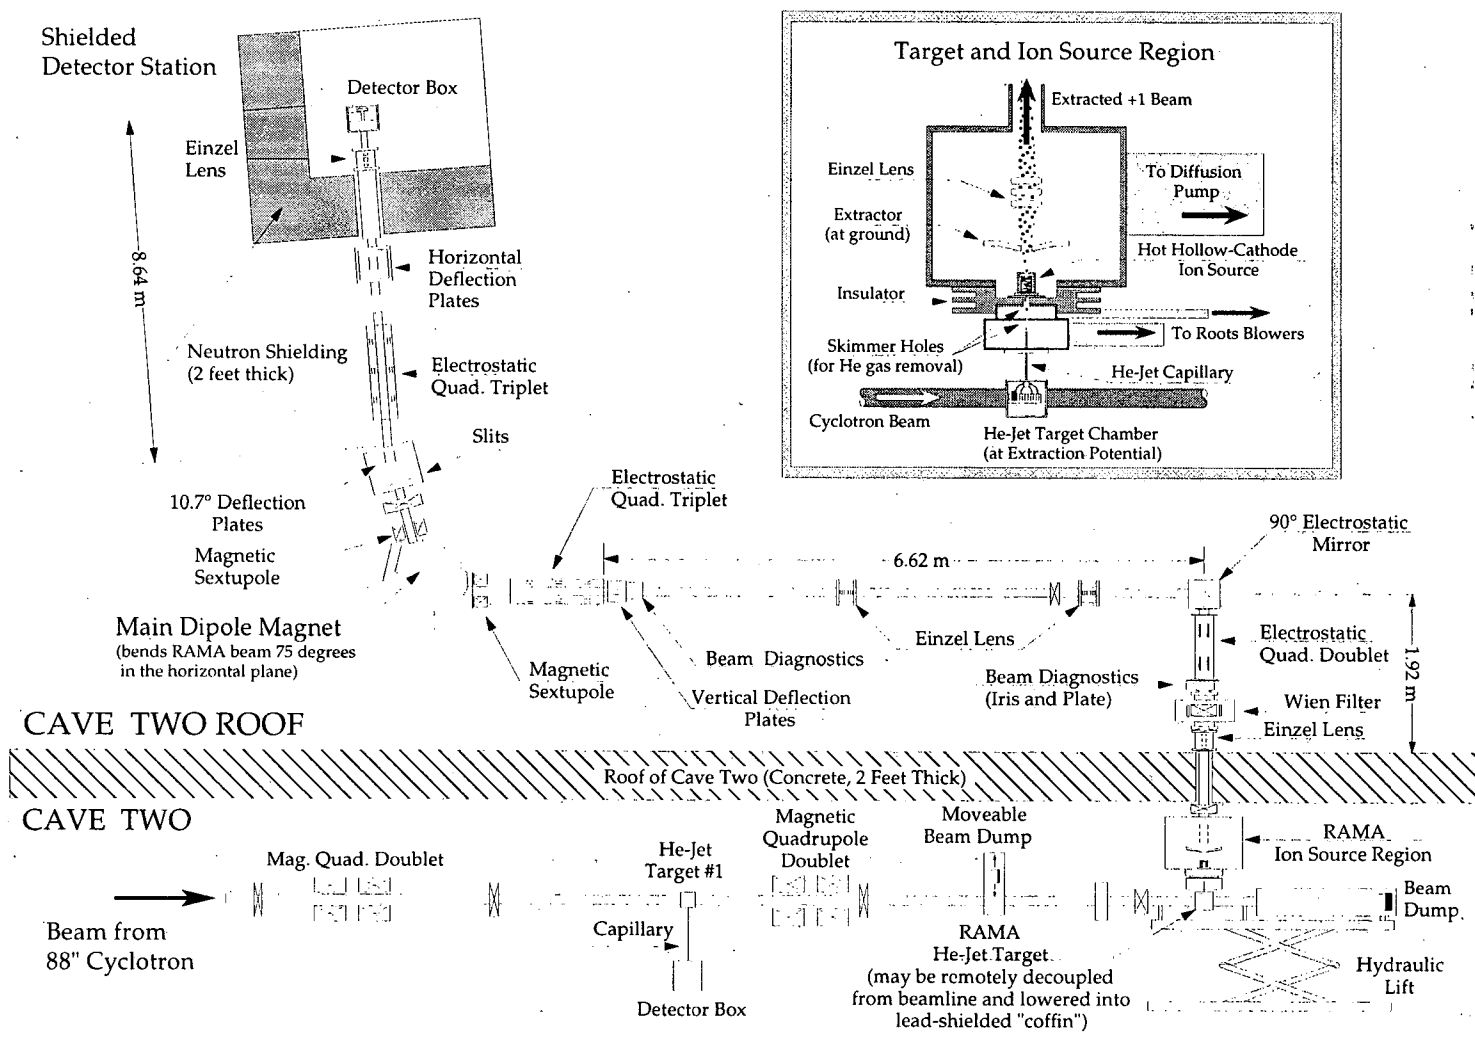 Shielded
Detector Station
Detector Box
Einzel
Lens
8.64 m
Horizontal
Deflection
Plates
Neutron Shielding
(2 feet thick)
Electrostatic
Quad. Triplet
Slits
10.7° Deflection
Plates
Magnetic
Sextupole
Main Dipole Magnet
(bends RAMA beam 75 degrees
in the horizontal plane)
Electrostatic
Quad. Triplet
6.62 m
90° Electrostatic
Mirror
Magnetic
Sextupole
Beam Diagnostics
Vertical Deflection
Plates
Einzel Lens
Electrostatic
Quad. Doublet
1.92 m
Beam Diagnostics
(Iris and Plate)
Wien Filter
Einzel Lens
Target and Ion Source Region
Extracted +1 Beam
Einzel Lens
To Diffusion
Pump
Extractor
(at ground)
Hot Hollow-Cathode
Ion Source
Insulator
To Roots Blowers
Skimmer Holes
(for He gas removal)
He-Jet Capillary
Cyclotron Beam
He-Jet Target Chamber
(at Extraction Potential)
CAVE TWO ROOF
Roof of Cave Two (Concrete, 2 Feet Thick)
CAVE TWO
Mag. Quad. Doublet
He-Jet
Target #1
Magnetic
Quadrupole
Doublet
Moveable
Beam Dump
RAMA
Ion Source Region
Beam
Dump
Beam from
88" Cyclotron
Capillary
Detector Box
RAMA
He-Jet Target
(may be remotely decoupled
from beamline and lowered into
lead-shielded "coffin")
Hydraulic
Lift